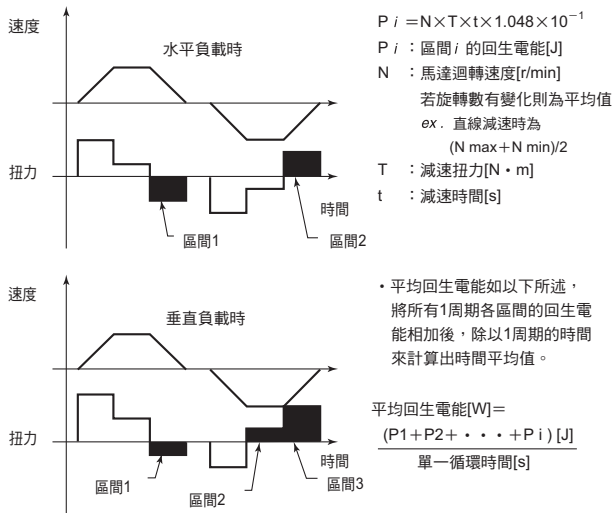 速度
水平負載時
扭力
時間
區間1
區間2
P i ＝N×T×t×1.048×10⁻¹
P i ：區間 i 的回生電能[J]
N ：馬達迴轉速度[r/min]
若旋轉數有變化則為平均值
ex . 直線減速時為
(N max＋N min)/2
T ：減速扭力[N・m]
t ：減速時間[s]
速度
垂直負載時
扭力
時間
區間1
區間2
區間3
・平均回生電能如以下所述，
將所有1周期各區間的回生電
能相加後，除以1周期的時間
來計算出時間平均值。
平均回生電能[W]＝
(P1＋P2＋・・・＋P i ) [J]
單一循環時間[s]